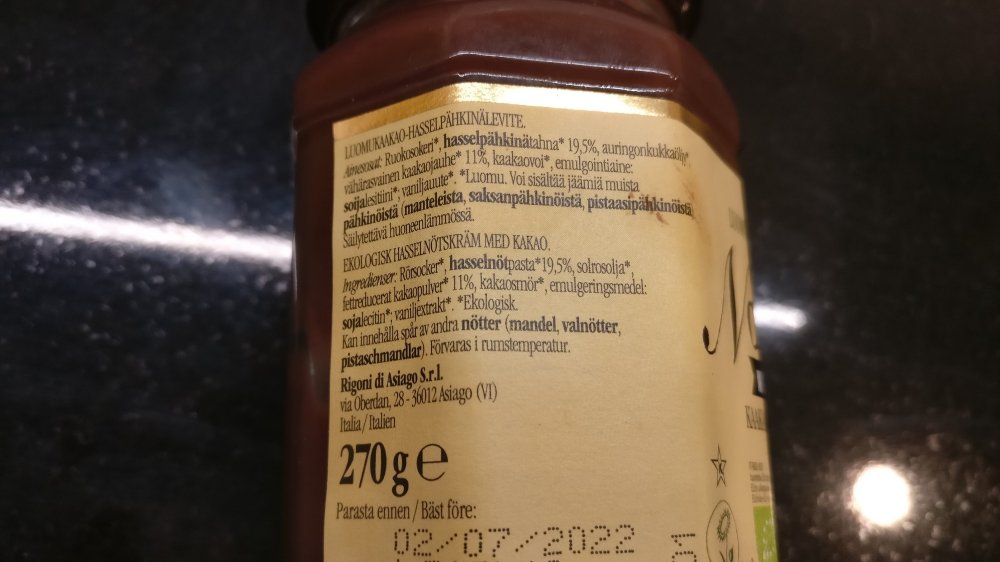 LUOMUKAAKAO-HASSELPÄHKINÄLEVITE.
Ainesosat: Ruokosokeri*, hasselpähkinätahna* 19,5%, auringonkukkaöljy*,
vähärasvainen kaakaojauhe* 11%, kaakaovoi*, emulgointiaine:
soijalesitiini*; vaniljauute*. *Luomu. Voi sisältää jäämiä muista
pähkinöistä (manteleista, saksanpähkinöistä, pistaasipähkinöistä)
Säilytettävä huoneenlämmössä.
EKOLOGISK HASSELNÖTSKRÄM MED KAKAO.
Ingredienser: Rörsocker*, hasselnötpasta*19,5%, solrosolja*,
fettreducerat kakaopulver* 11%, kakaosmör*, emulgeringsmedel:
sojalecitin*; vaniljextrakt*. *Ekologisk.
Kan innehålla spår av andra nötter (mandel, valnötter,
pistaschmandlar). Förvaras i rumstemperatur.
Rigoni di Asiago S.r.l.
via Oberdan, 28 - 36012 Asiago (VI)
Italia / Italien
270 g e
Parasta ennen / Bäst före:
02/07/2022